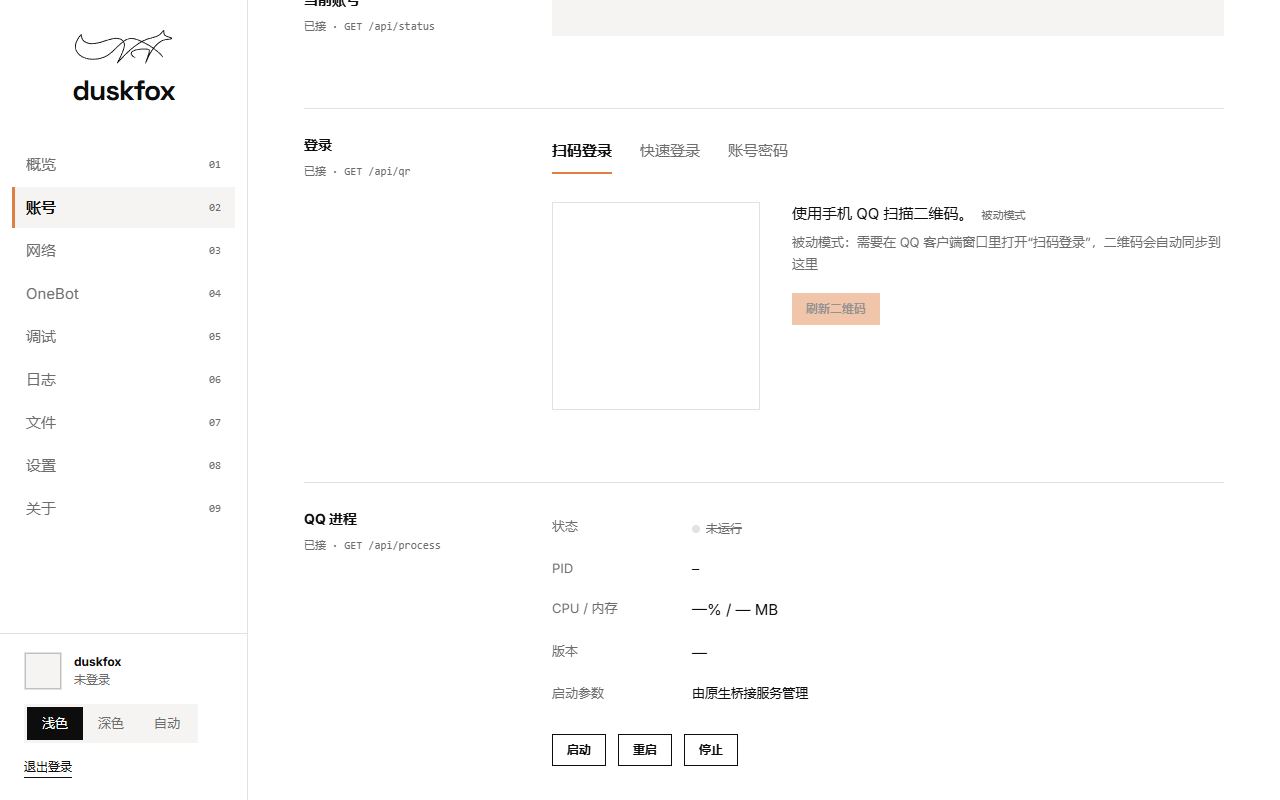 duskfox
概览 01
账号 02
网络 03
OneBot 04
调试 05
日志 06
文件 07
设置 08
关于 09
duskfox
未登录
浅色 深色 自动
退出登录
当前账号
已接 · GET /api/status
登录
已接 · GET /api/qr
扫码登录 快速登录 账号密码
使用手机 QQ 扫描二维码。 被动模式
被动模式：需要在 QQ 客户端窗口里打开“扫码登录”，二维码会自动同步到
这里
刷新二维码
QQ 进程
已接 · GET /api/process
状态 未运行
PID –
CPU / 内存 —% / — MB
版本 —
启动参数 由原生桥接服务管理
启动 重启 停止